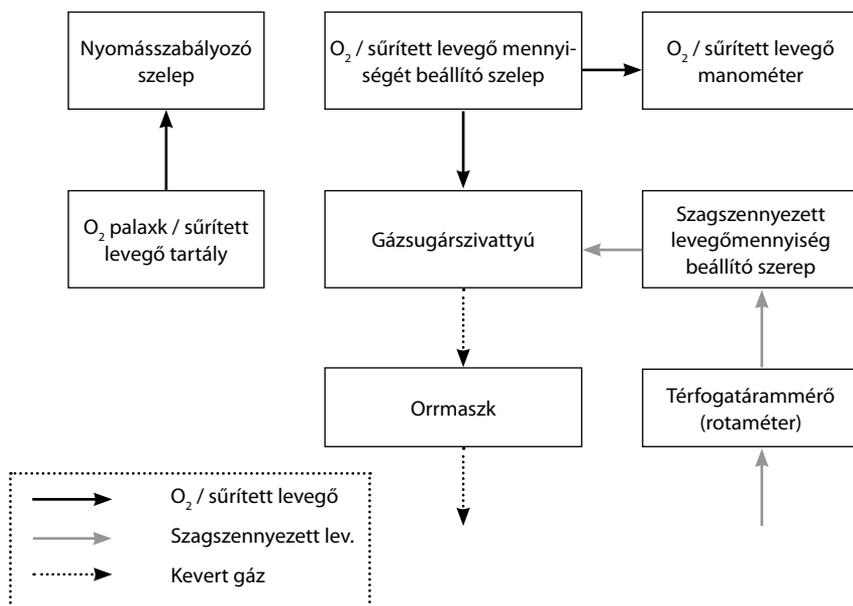 Nyomásszabályozó
szelep
O₂ / sűrített levegő mennyi-
ségét beállító szelep
O₂ / sűrített levegő
manométer
O₂ palaxk / sűrített
levegő tartály
Gázsugárszivattyú
Szagszennyezett
levegőmennyiség
beállító szerep
Orrmaszk
Térfogatárammérő
(rotaméter)
O₂ / sűrített levegő
Szagszennyezett lev.
Kevert gáz